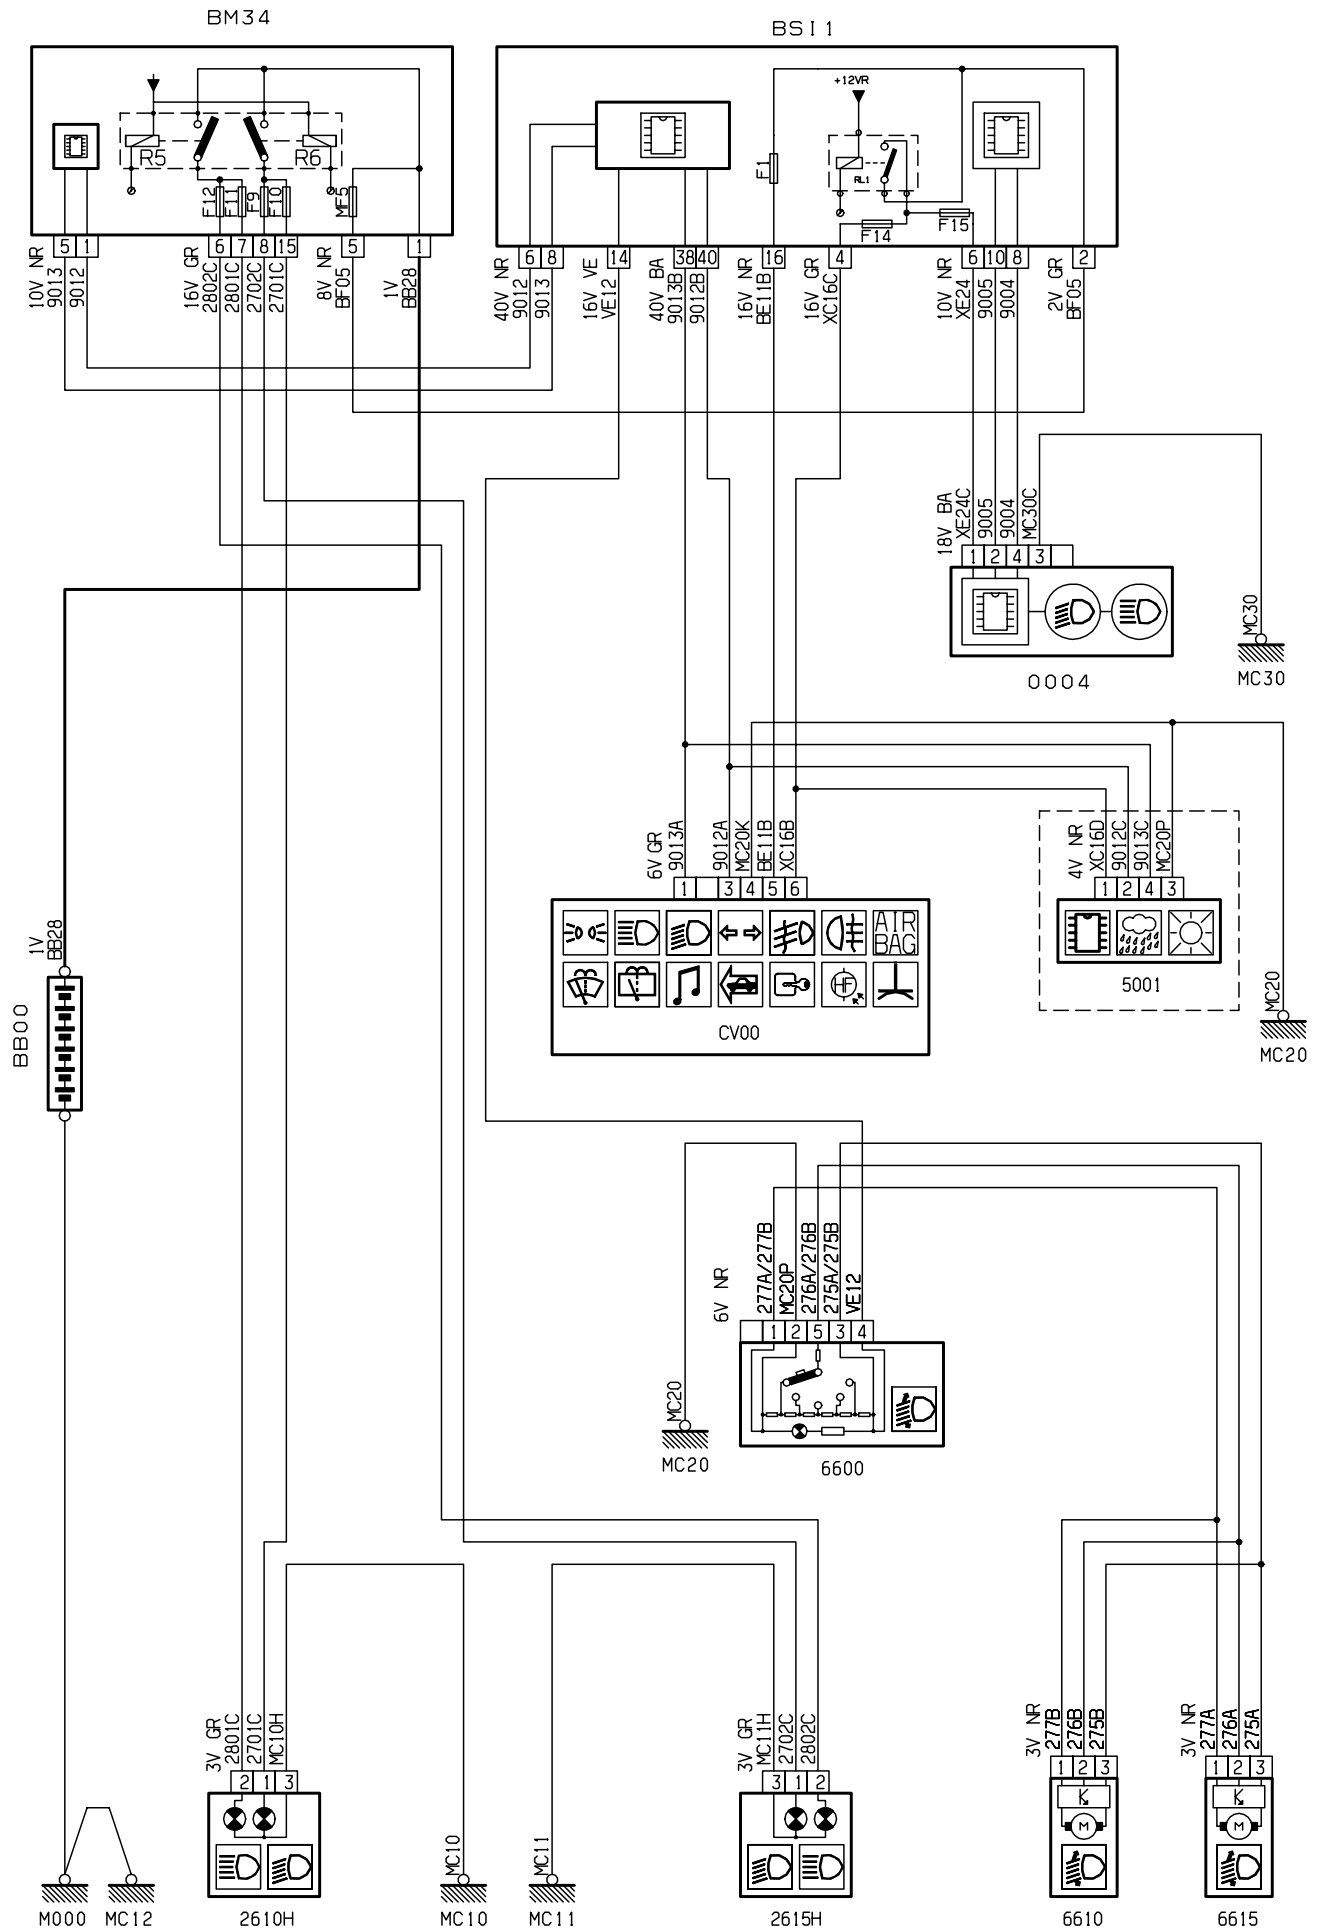 BM34
BSI1
+12VR
R5
R6
F12
F11
F9
F10
MF5
F1
RL1
F14
F15
5 1
6 7 8 15
5
1
6 8
14
38 40
16
4
6 10 8
2
10V NR
9013
9012
16V GR
2802C
2801C
2702C
2701C
8V NR
BF05
1V
BB28
40V NR
9012
9013
16V VE
VE12
40V BA
9013B
9012B
16V NR
BE11B
16V GR
XC16C
10V NR
XE24
9005
9004
2V GR
BF05
18V BA
XE24C
9005
9004
MC30C
1 2 4 3
0004
MC30
MC30
6V GR
9013A
9012A
MC20K
BE11B
XC16B
1 3 4 5 6
AIR
BAG
HF
CV00
4V NR
XC16D
9012C
9013C
MC20P
1 2 4 3
5001
MC20
MC20
1V
BB28
BB00
6V NR
277A/277B
MC20P
276A/276B
275A/275B
VE12
1 2 5 3 4
6600
MC20
MC20
3V GR
2801C
2701C
MC10H
2 1 3
2610H
MC10
MC10
MC11
MC11
3V GR
MC11H
2702C
2802C
3 1 2
2615H
3V NR
277B
276B
275B
1 2 3
K
M
6610
3V NR
277A
276A
275A
1 2 3
K
M
6615
M000
MC12